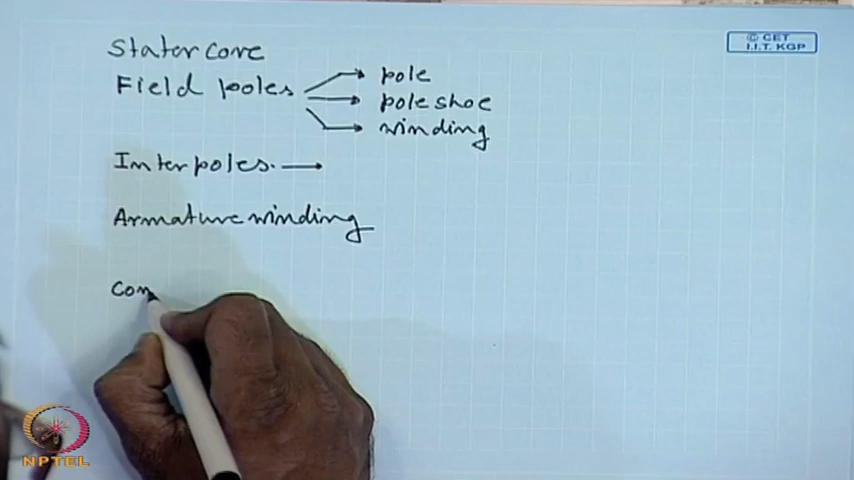 Stator core
© CET
I.I.T. KGP
Field poles
pole
pole shoe
winding
Interpoles.
Armature winding
Com
NPTEL